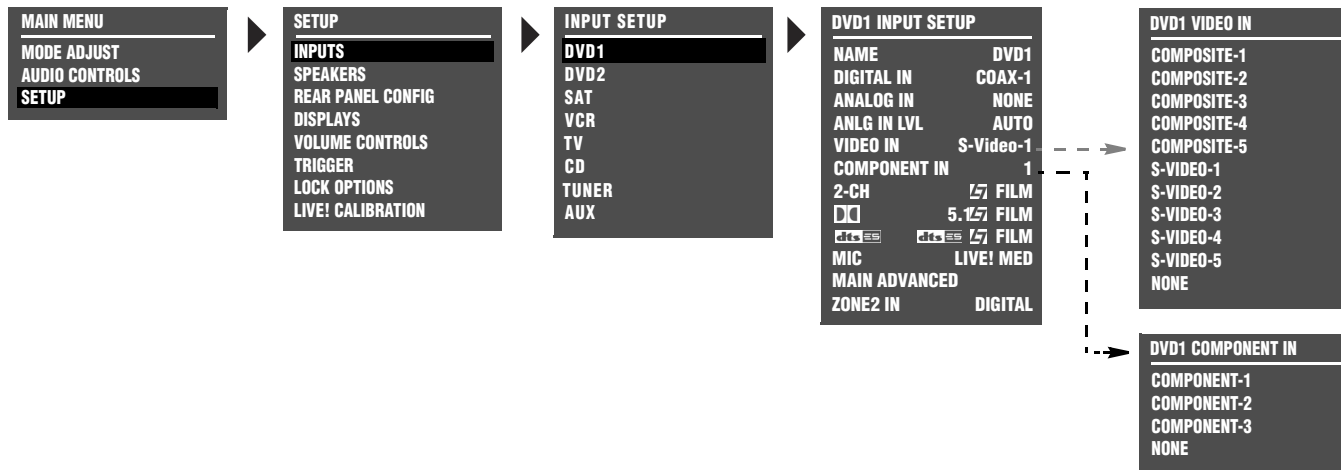 MAIN MENU
MODE ADJUST
AUDIO CONTROLS
SETUP
SETUP
INPUTS
SPEAKERS
REAR PANEL CONFIG
DISPLAYS
VOLUME CONTROLS
TRIGGER
LOCK OPTIONS
LIVE! CALIBRATION
INPUT SETUP
DVD1
DVD2
SAT
VCR
TV
CD
TUNER
AUX
DVD1 INPUT SETUP
NAME DVD1
DIGITAL IN COAX-1
ANALOG IN NONE
ANLG IN LVL AUTO
VIDEO IN S-Video-1
COMPONENT IN 1
2-CH FILM
5.1 FILM
dts ES dts ES FILM
MIC LIVE! MED
MAIN ADVANCED
ZONE2 IN DIGITAL
DVD1 VIDEO IN
COMPOSITE-1
COMPOSITE-2
COMPOSITE-3
COMPOSITE-4
COMPOSITE-5
S-VIDEO-1
S-VIDEO-2
S-VIDEO-3
S-VIDEO-4
S-VIDEO-5
NONE
DVD1 COMPONENT IN
COMPONENT-1
COMPONENT-2
COMPONENT-3
NONE